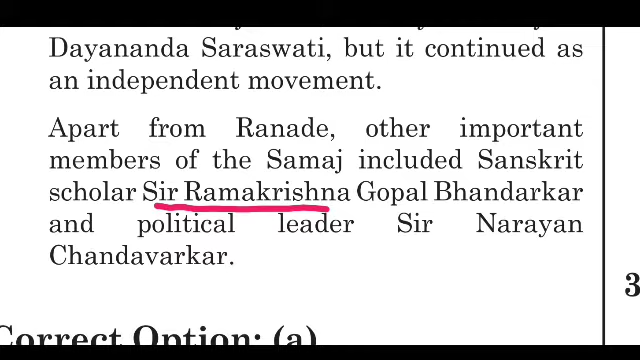 Dayananda Saraswati, but it continued as
an independent movement.
Apart from Ranade, other important
members of the Samaj included Sanskrit
scholar Sir Ramakrishna Gopal Bhandarkar
and political leader Sir Narayan
Chandavarkar.
3
Correct Option: (a)